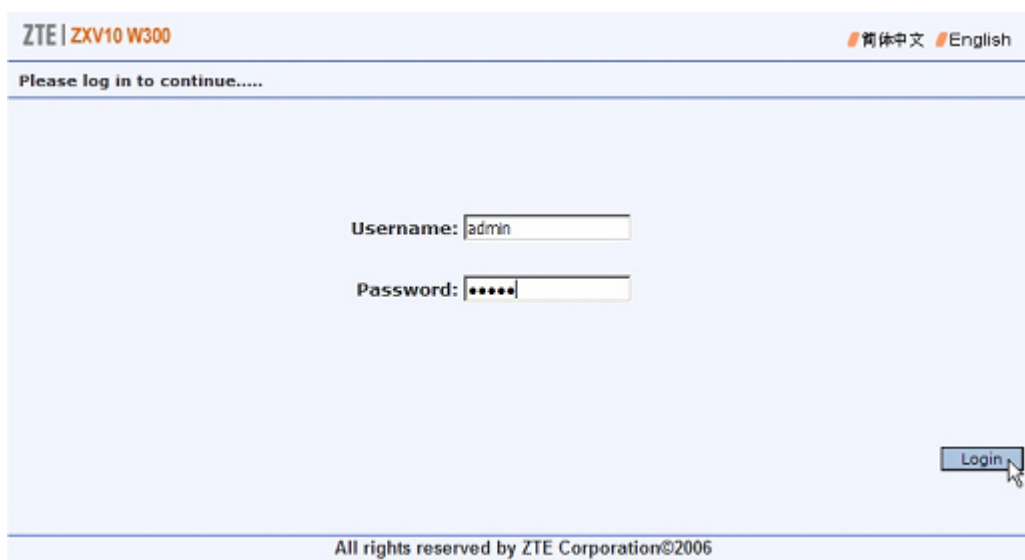 ZTE | ZXV10 W300
简体中文 English
Please log in to continue.....
Username: admin
Password: •••••
Login
All rights reserved by ZTE Corporation©2006